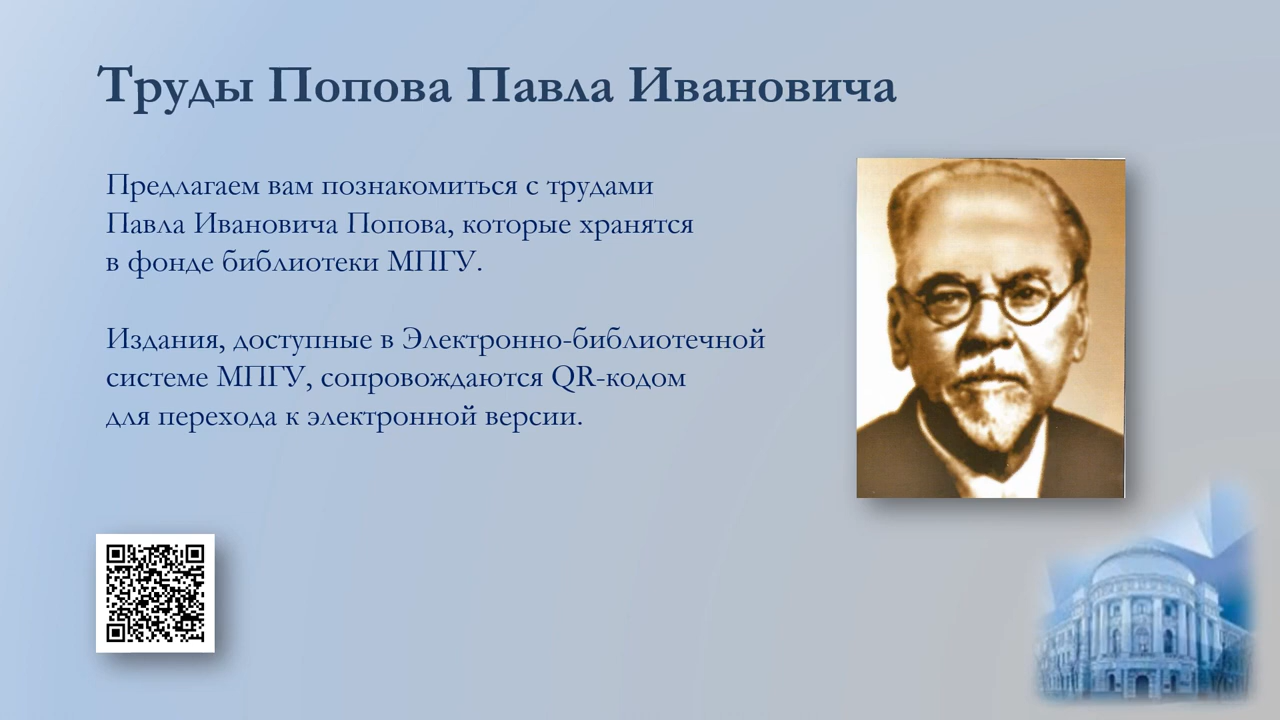 Труды Попова Павла Ивановича
Предлагаем вам познакомиться с трудами
Павла Ивановича Попова, которые хранятся
в фонде библиотеки МПГУ.
Издания, доступные в Электронно-библиотечной
системе МПГУ, сопровождаются QR-кодом
для перехода к электронной версии.